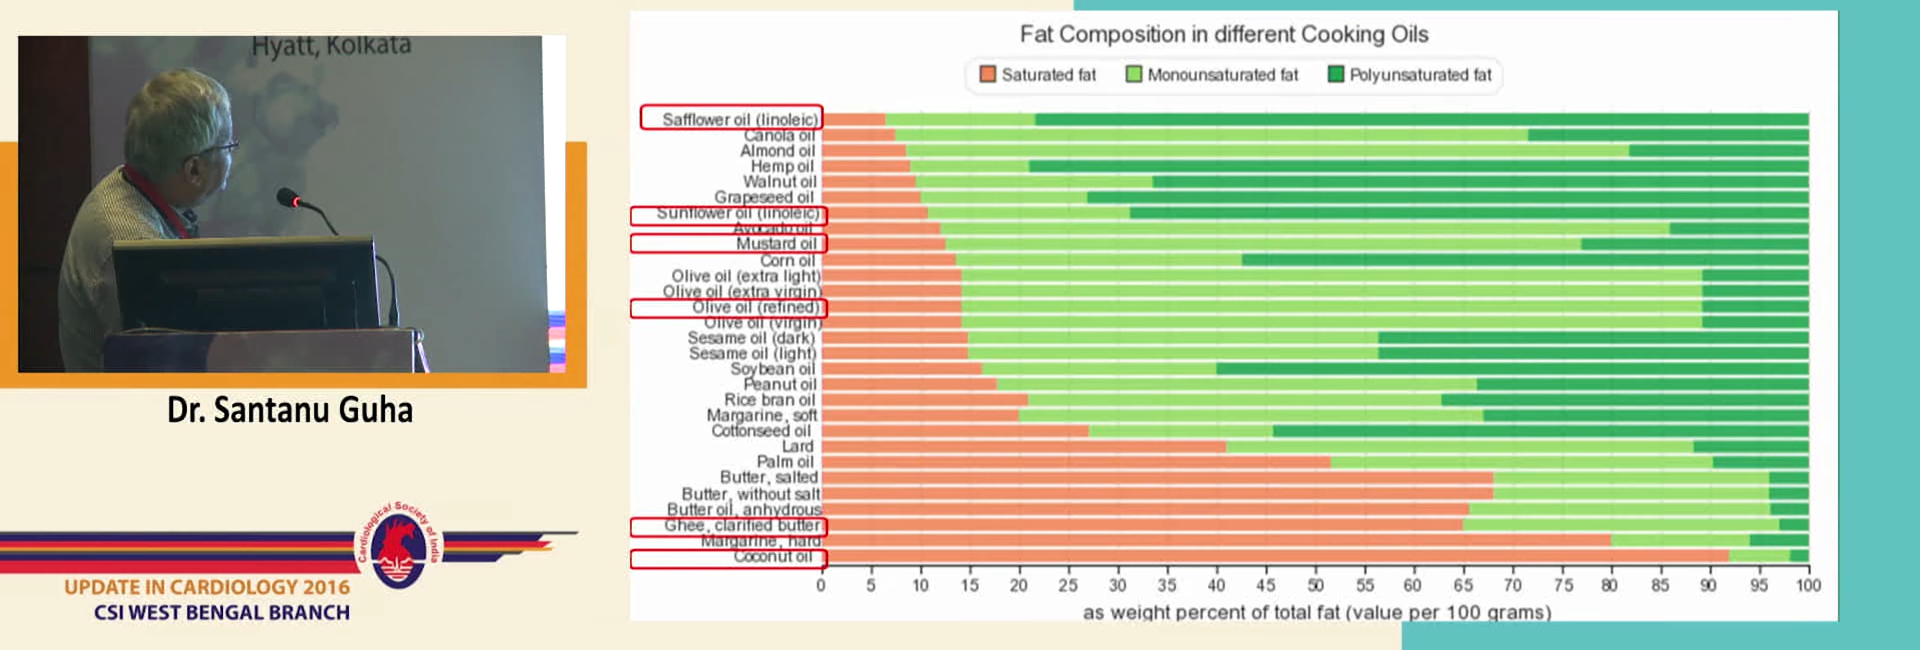 Hyatt, Kolkata
Dr. Santanu Guha
Cardiological Society of India
UPDATE IN CARDIOLOGY 2016
CSI WEST BENGAL BRANCH
Fat Composition in different Cooking Oils
Saturated fat Monounsaturated fat Polyunsaturated fat
Safflower oil (linoleic)
Canola oil
Almond oil
Hemp oil
Walnut oil
Grapeseed oil
Sunflower oil (linoleic)
Avocado oil
Mustard oil
Corn oil
Olive oil (extra light)
Olive oil (extra virgin)
Olive oil (refined)
Olive oil (virgin)
Sesame oil (dark)
Sesame oil (light)
Soybean oil
Peanut oil
Rice bran oil
Margarine, soft
Cottonseed oil
Lard
Palm oil
Butter, salted
Butter, without salt
Butter oil, anhydrous
Ghee, clarified butter
Margarine, hard
Coconut oil
0 5 10 15 20 25 30 35 40 45 50 55 60 65 70 75 80 85 90 95 100
as weight percent of total fat (value per 100 grams)